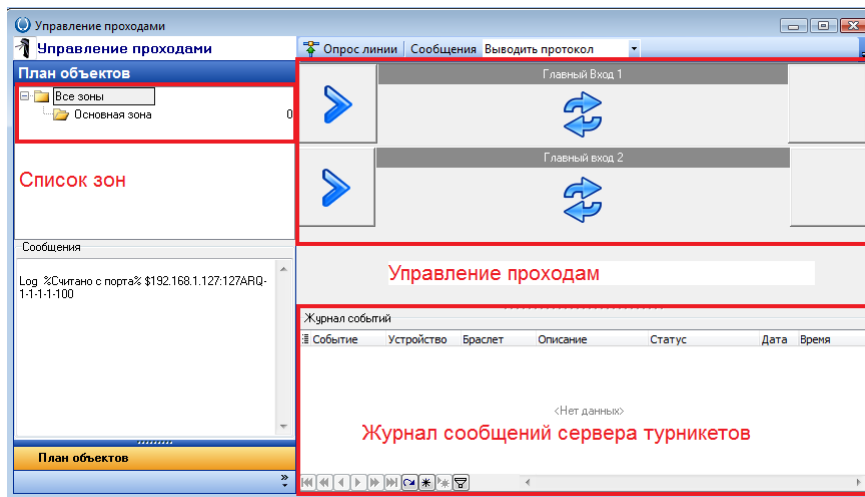 Управление проходами
Управление проходами
Опрос линии Сообщения Выводить протокол
План объектов
Все зоны
Основная зона 0
Список зон
Главный Вход 1
Главный вход 2
Управление проходам
Сообщения
Log %Считано с порта% $192.168.1.127:127ARQ-
1-1-1-1-100
Журнал событий
Событие Устройство Браслет Описание Статус Дата Время
<Нет данных>
Журнал сообщений сервера турникетов
План объектов